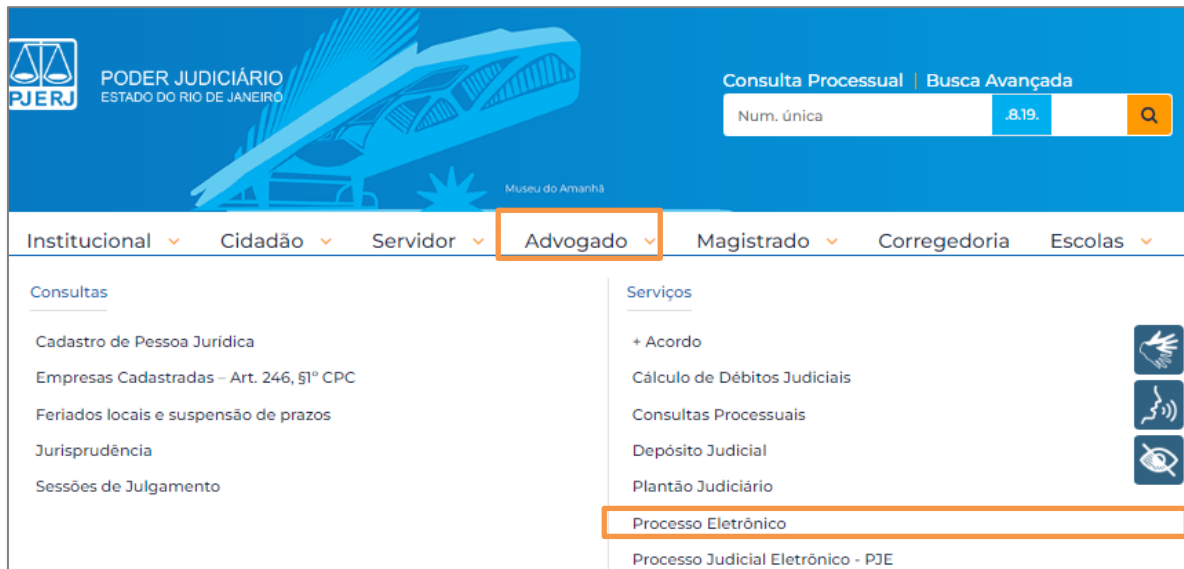 PJERJ
PODER JUDICIÁRIO
ESTADO DO RIO DE JANEIRO
Consulta Processual | Busca Avançada
Num. única .8.19.
Museu do Amanhã
Institucional Cidadão Servidor Advogado Magistrado Corregedoria Escolas
Consultas
Cadastro de Pessoa Jurídica
Empresas Cadastradas – Art. 246, §1º CPC
Feriados locais e suspensão de prazos
Jurisprudência
Sessões de Julgamento
Serviços
+ Acordo
Cálculo de Débitos Judiciais
Consultas Processuais
Depósito Judicial
Plantão Judiciário
Processo Eletrônico
Processo Judicial Eletrônico - PJE